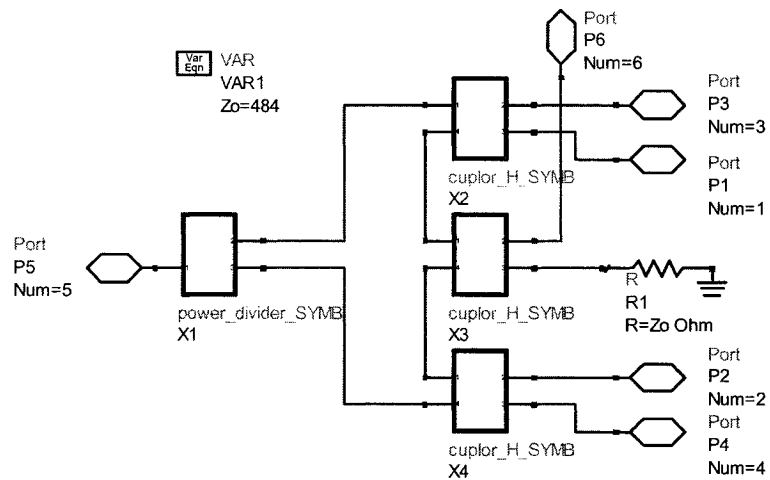 Var
Eqn
VAR
VAR1
Zo=484
Port
P6
Num=6
Port
P3
Num=3
cuplor_H_SYMB
X2
Port
P1
Num=1
Port
P5
Num=5
power_divider_SYMB
X1
cuplor_H_SYMB
X3
R
R1
R=Zo Ohm
Port
P2
Num=2
cuplor_H_SYMB
X4
Port
P4
Num=4